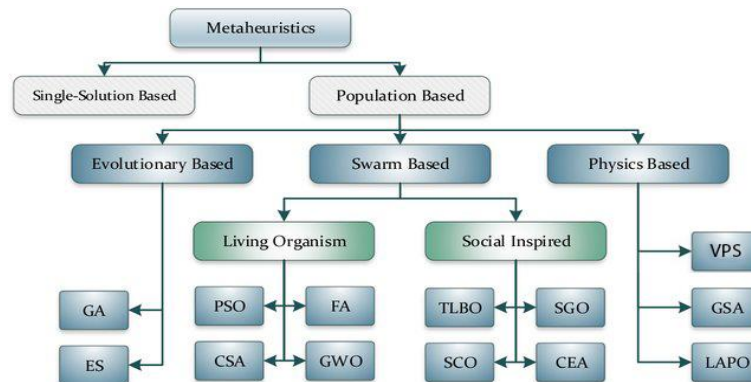 Metaheuristics
Single-Solution Based
Population Based
Evolutionary Based
Swarm Based
Physics Based
Living Organism
Social Inspired
VPS
GA
PSO
FA
TLBO
SGO
GSA
ES
CSA
GWO
SCO
CEA
LAPO